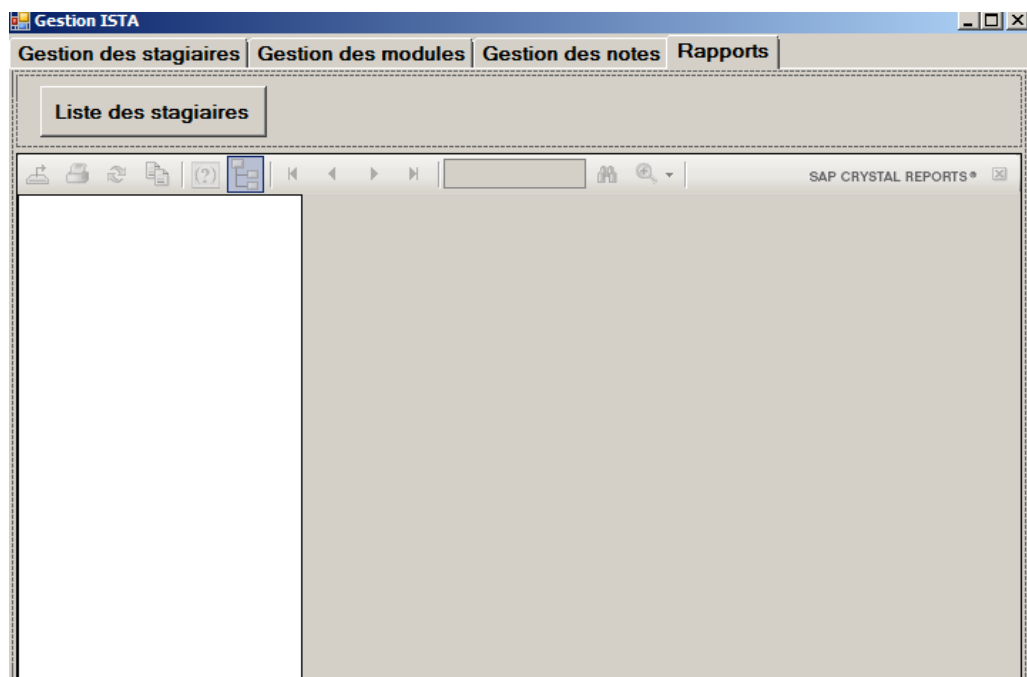 Gestion ISTA
Gestion des stagiaires Gestion des modules Gestion des notes Rapports
Liste des stagiaires
(?) SAP CRYSTAL REPORTS®